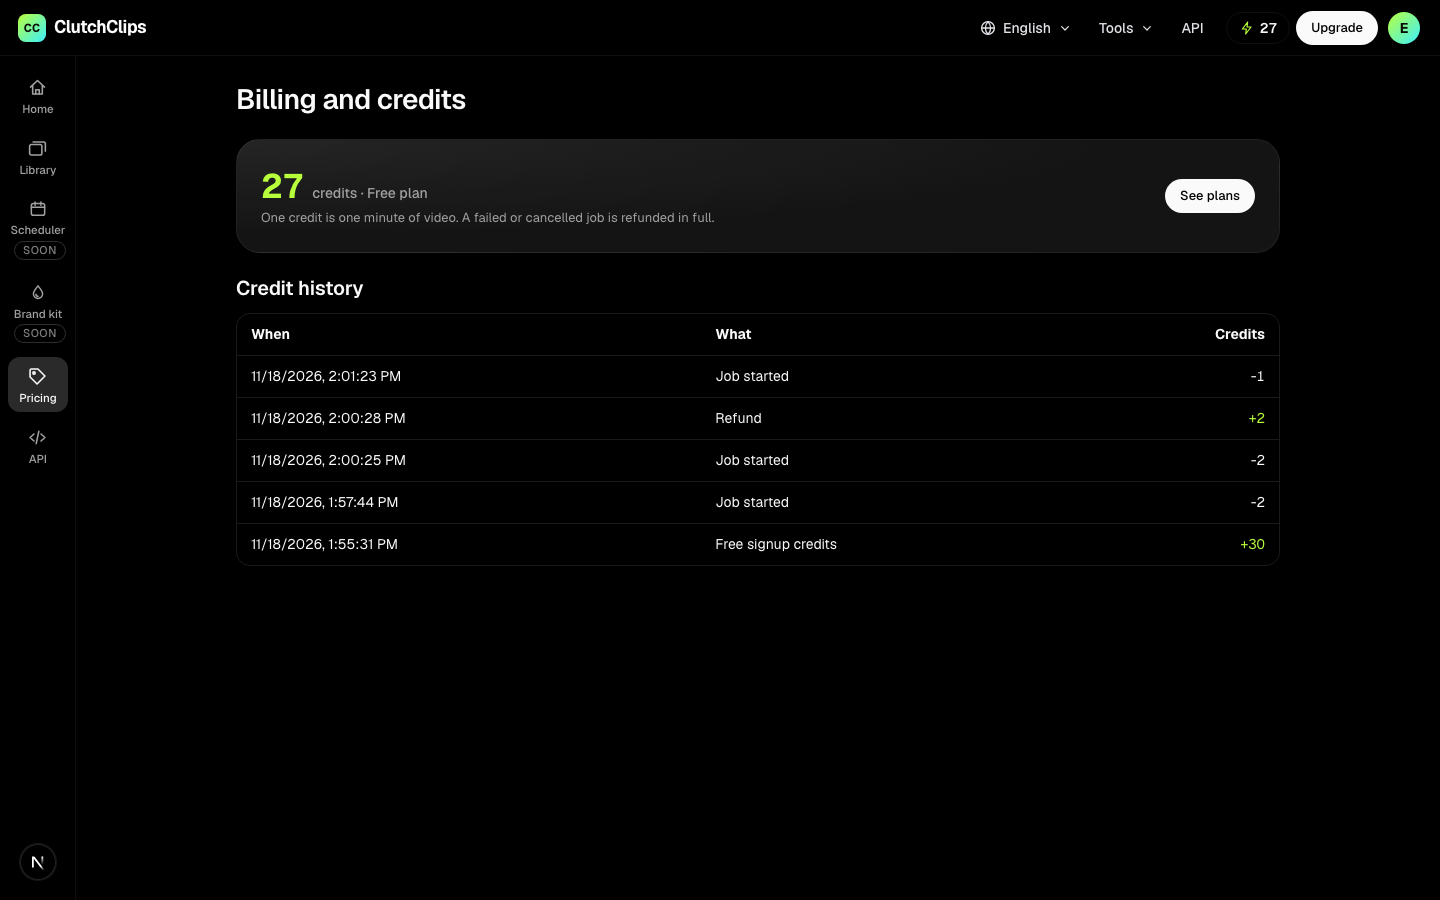 CC ClutchClips
English Tools API 27 Upgrade E
Home
Library
Scheduler
SOON
Brand kit
SOON
Pricing
API
N
Billing and credits
27 credits · Free plan
One credit is one minute of video. A failed or cancelled job is refunded in full.
See plans
Credit history
When What Credits
11/18/2026, 2:01:23 PM Job started -1
11/18/2026, 2:00:28 PM Refund +2
11/18/2026, 2:00:25 PM Job started -2
11/18/2026, 1:57:44 PM Job started -2
11/18/2026, 1:55:31 PM Free signup credits +30